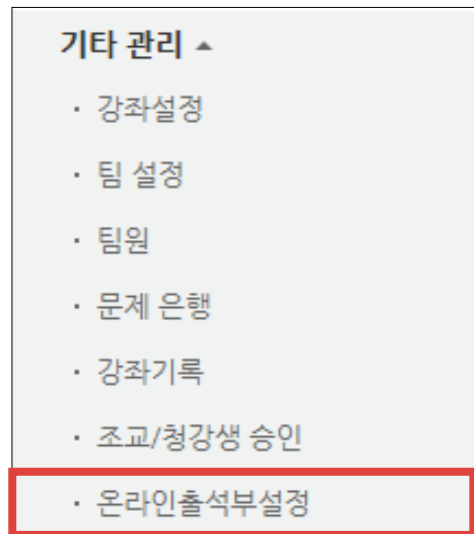 기타 관리 ▲
· 강좌설정
· 팀 설정
· 팀원
· 문제 은행
· 강좌기록
· 조교/청강생 승인
· 온라인출석부설정